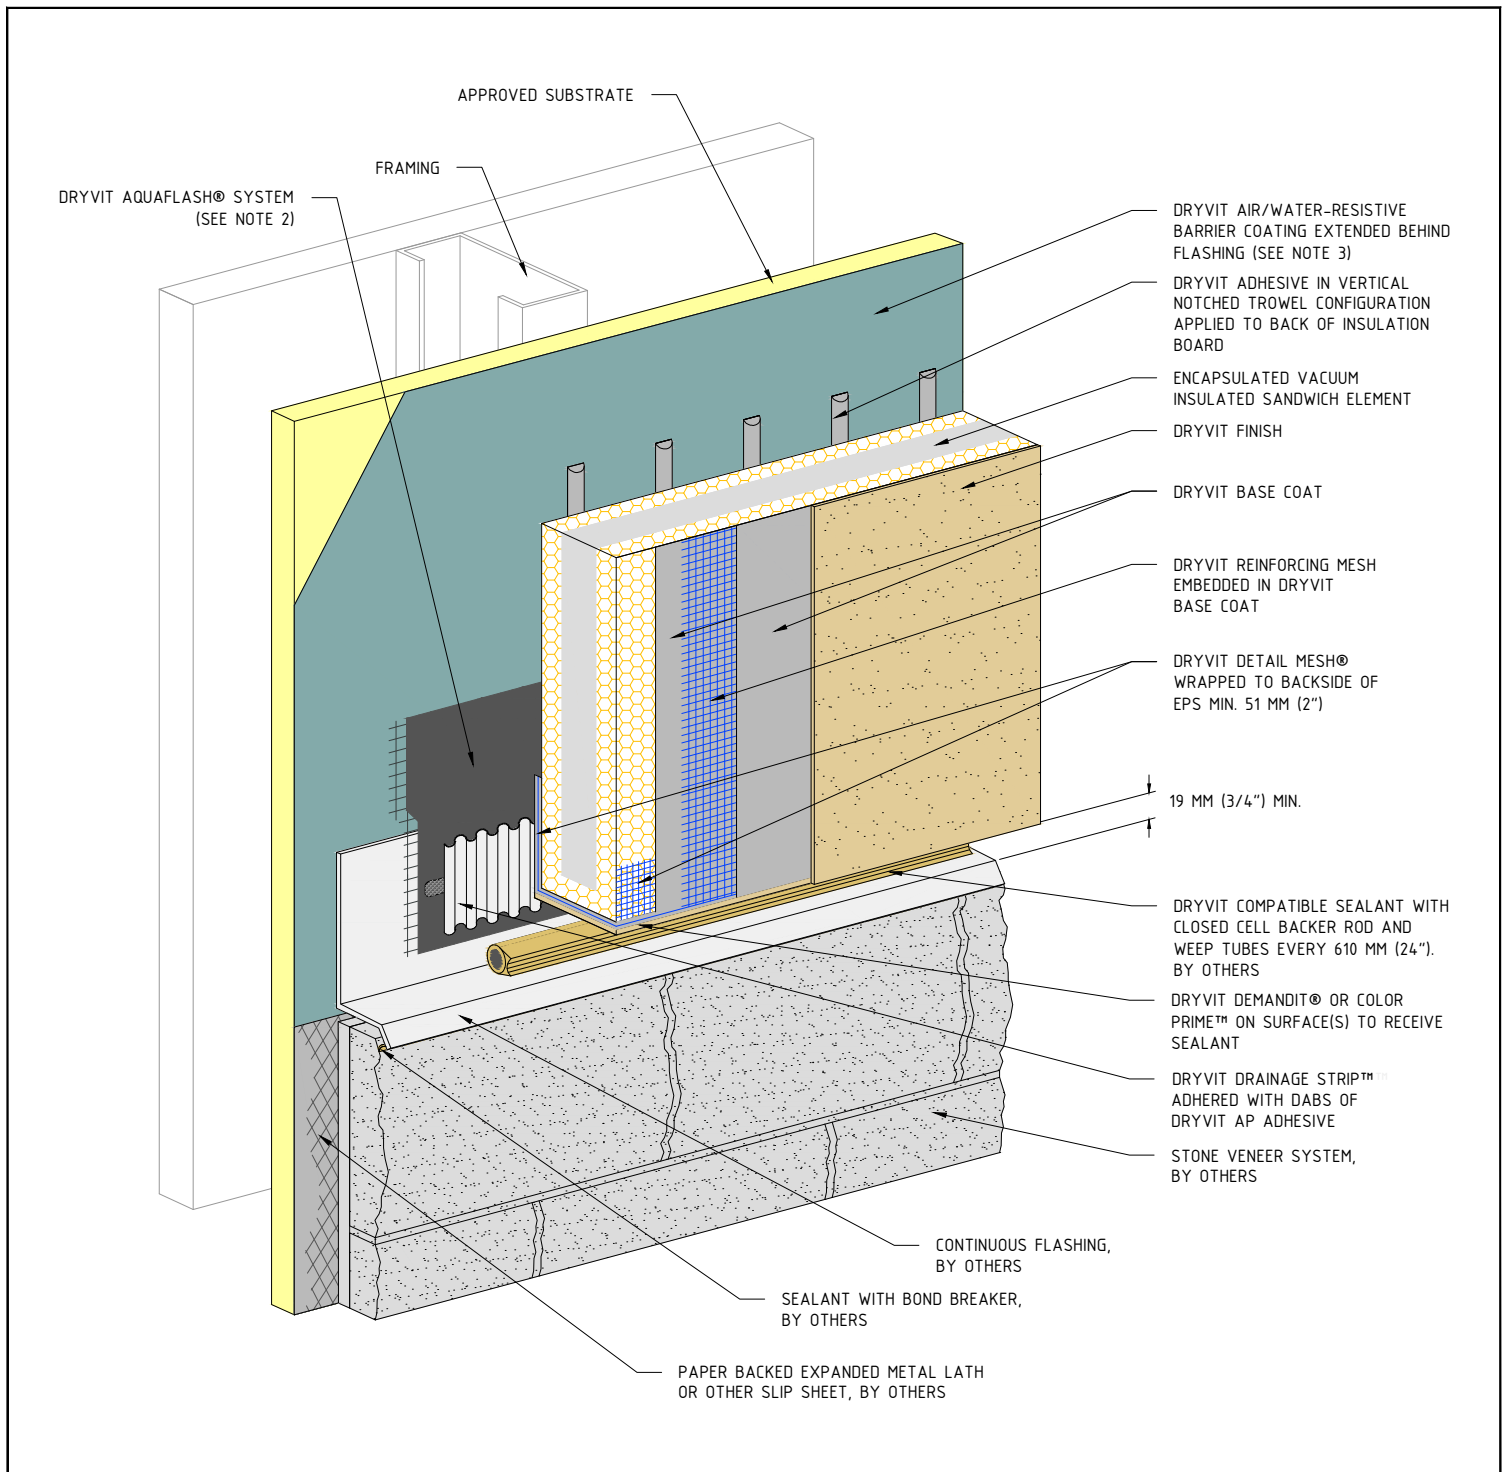 APPROVED SUBSTRATE
FRAMING
DRYVIT AQUAFLASH® SYSTEM
(SEE NOTE 2)
DRYVIT AIR/WATER-RESISTIVE
BARRIER COATING EXTENDED BEHIND
FLASHING (SEE NOTE 3)
DRYVIT ADHESIVE IN VERTICAL
NOTCHED TROWEL CONFIGURATION
APPLIED TO BACK OF INSULATION
BOARD
ENCAPSULATED VACUUM
INSULATED SANDWICH ELEMENT
DRYVIT FINISH
DRYVIT BASE COAT
DRYVIT REINFORCING MESH
EMBEDDED IN DRYVIT
BASE COAT
DRYVIT DETAIL MESH®
WRAPPED TO BACKSIDE OF
EPS MIN. 51 MM (2")
19 MM (3/4") MIN.
DRYVIT COMPATIBLE SEALANT WITH
CLOSED CELL BACKER ROD AND
WEEP TUBES EVERY 610 MM (24").
BY OTHERS
DRYVIT DEMANDIT® OR COLOR
PRIME™ ON SURFACE(S) TO RECEIVE
SEALANT
DRYVIT DRAINAGE STRIP™™
ADHERED WITH DABS OF
DRYVIT AP ADHESIVE
STONE VENEER SYSTEM,
BY OTHERS
CONTINUOUS FLASHING,
BY OTHERS
SEALANT WITH BOND BREAKER,
BY OTHERS
PAPER BACKED EXPANDED METAL LATH
OR OTHER SLIP SHEET, BY OTHERS